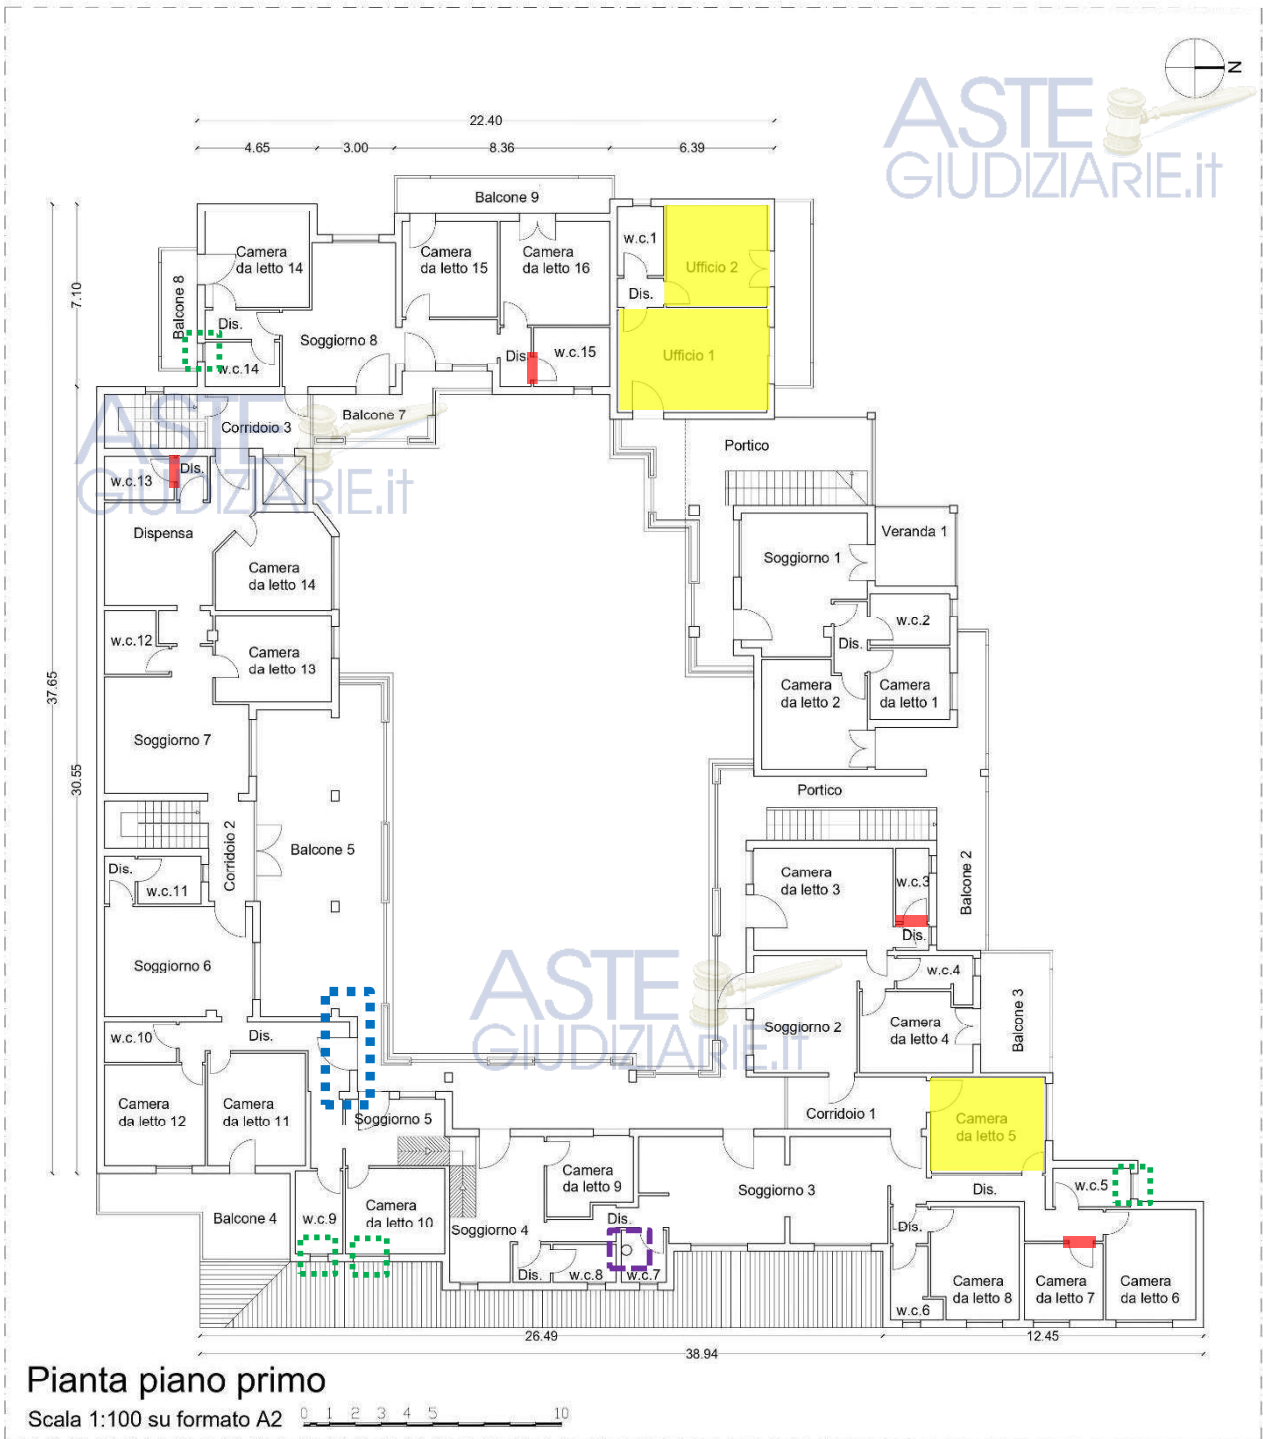 N
ASTE
GIUDIZIARIE.it
22.40
4.65
3.00
8.36
6.39
Balcone 9
w.c.1
Camera
da letto 14
Camera
da letto 15
Camera
da letto 16
Ufficio 2
Balcone 8
7.10
Dis.
Dis.
Soggiorno 8
Dis.
w.c.15
Ufficio 1
w.c.14
ASTE
GIUDIZIARIE.it
Corridoio 3
Balcone 7
Portico
w.c.13
Dis.
Dispensa
Veranda 1
Soggiorno 1
Camera
da letto 14
w.c.12
w.c.2
Dis.
Camera
da letto 13
Camera
da letto 2
Camera
da letto 1
37.65
Soggiorno 7
30.55
Portico
Corridoio 2
Balcone 5
Dis.
w.c.11
Camera
da letto 3
w.c.3
Balcone 2
Dis.
Soggiorno 6
ASTE
GIUDIZIARIE.it
w.c.4
Balcone 3
w.c.10
Dis.
Soggiorno 2
Camera
da letto 4
Camera
da letto 12
Camera
da letto 11
Soggiorno 5
Corridoio 1
Camera
da letto 5
Camera
da letto 9
Soggiorno 3
Dis.
w.c.5
Balcone 4
w.c.9
Camera
da letto 10
Soggiorno 4
Dis.
Dis.
Dis.
w.c.8
w.c.7
w.c.6
Camera
da letto 8
Camera
da letto 7
Camera
da letto 6
26.49
12.45
38.94
Pianta piano primo
Scala 1:100 su formato A2
0 1 2 3 4 5 10